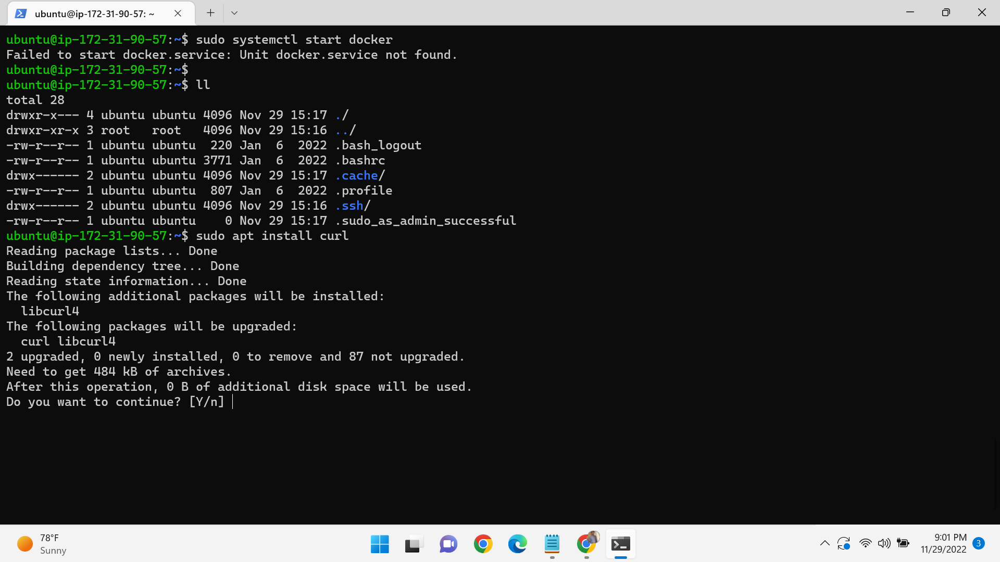 ubuntu@ip-172-31-90-57: ~
ubuntu@ip-172-31-90-57:~$ sudo systemctl start docker
Failed to start docker.service: Unit docker.service not found.
ubuntu@ip-172-31-90-57:~$
ubuntu@ip-172-31-90-57:~$ ll
total 28
drwxr-x--- 4 ubuntu ubuntu 4096 Nov 29 15:17 ./
drwxr-xr-x 3 root   root   4096 Nov 29 15:16 ../
-rw-r--r-- 1 ubuntu ubuntu  220 Jan  6  2022 .bash_logout
-rw-r--r-- 1 ubuntu ubuntu 3771 Jan  6  2022 .bashrc
drwx------ 2 ubuntu ubuntu 4096 Nov 29 15:17 .cache/
-rw-r--r-- 1 ubuntu ubuntu  807 Jan  6  2022 .profile
drwx------ 2 ubuntu ubuntu 4096 Nov 29 15:16 .ssh/
-rw-r--r-- 1 ubuntu ubuntu    0 Nov 29 15:17 .sudo_as_admin_successful
ubuntu@ip-172-31-90-57:~$ sudo apt install curl
Reading package lists... Done
Building dependency tree... Done
Reading state information... Done
The following additional packages will be installed:
  libcurl4
The following packages will be upgraded:
  curl libcurl4
2 upgraded, 0 newly installed, 0 to remove and 87 not upgraded.
Need to get 484 kB of archives.
After this operation, 0 B of additional disk space will be used.
Do you want to continue? [Y/n]
78°F
Sunny
9:01 PM
11/29/2022
3